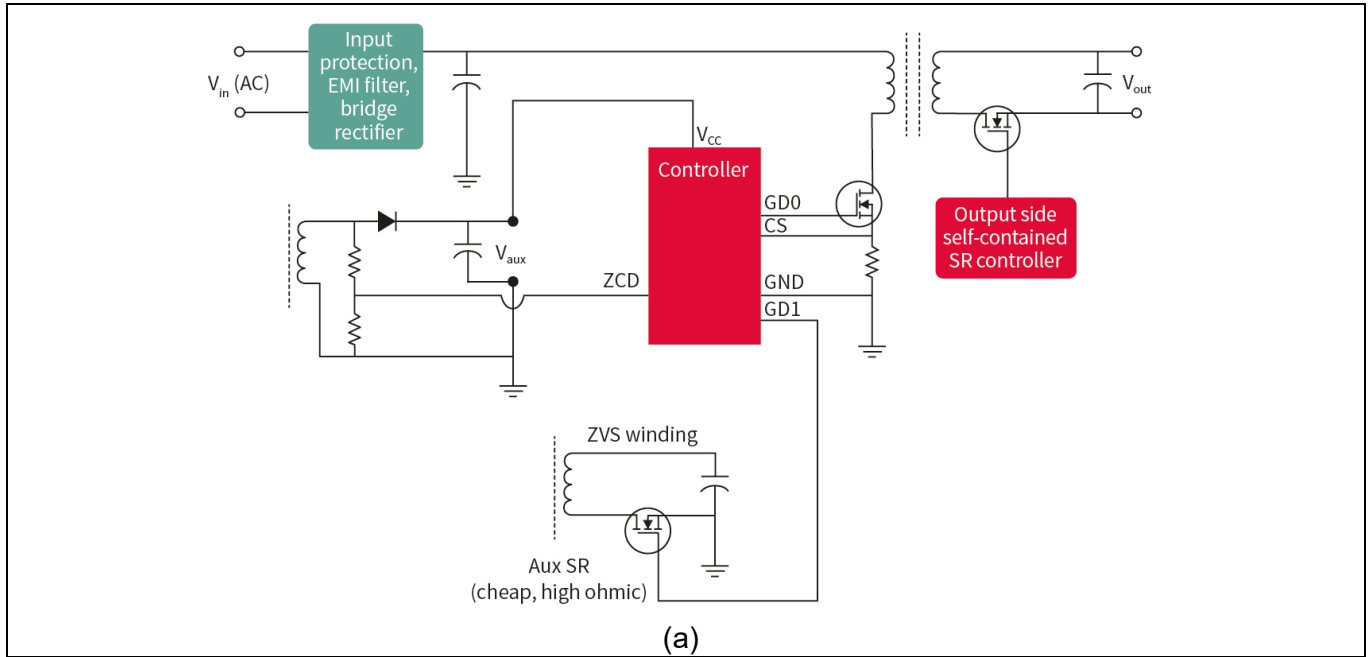 Input
protection,
EMI filter,
bridge
rectifier
Vin (AC)
Vout
VCC
Controller
GD0
CS
Output side
self-contained
SR controller
Vaux
ZCD
GND
GD1
ZVS winding
Aux SR
(cheap, high ohmic)
(a)